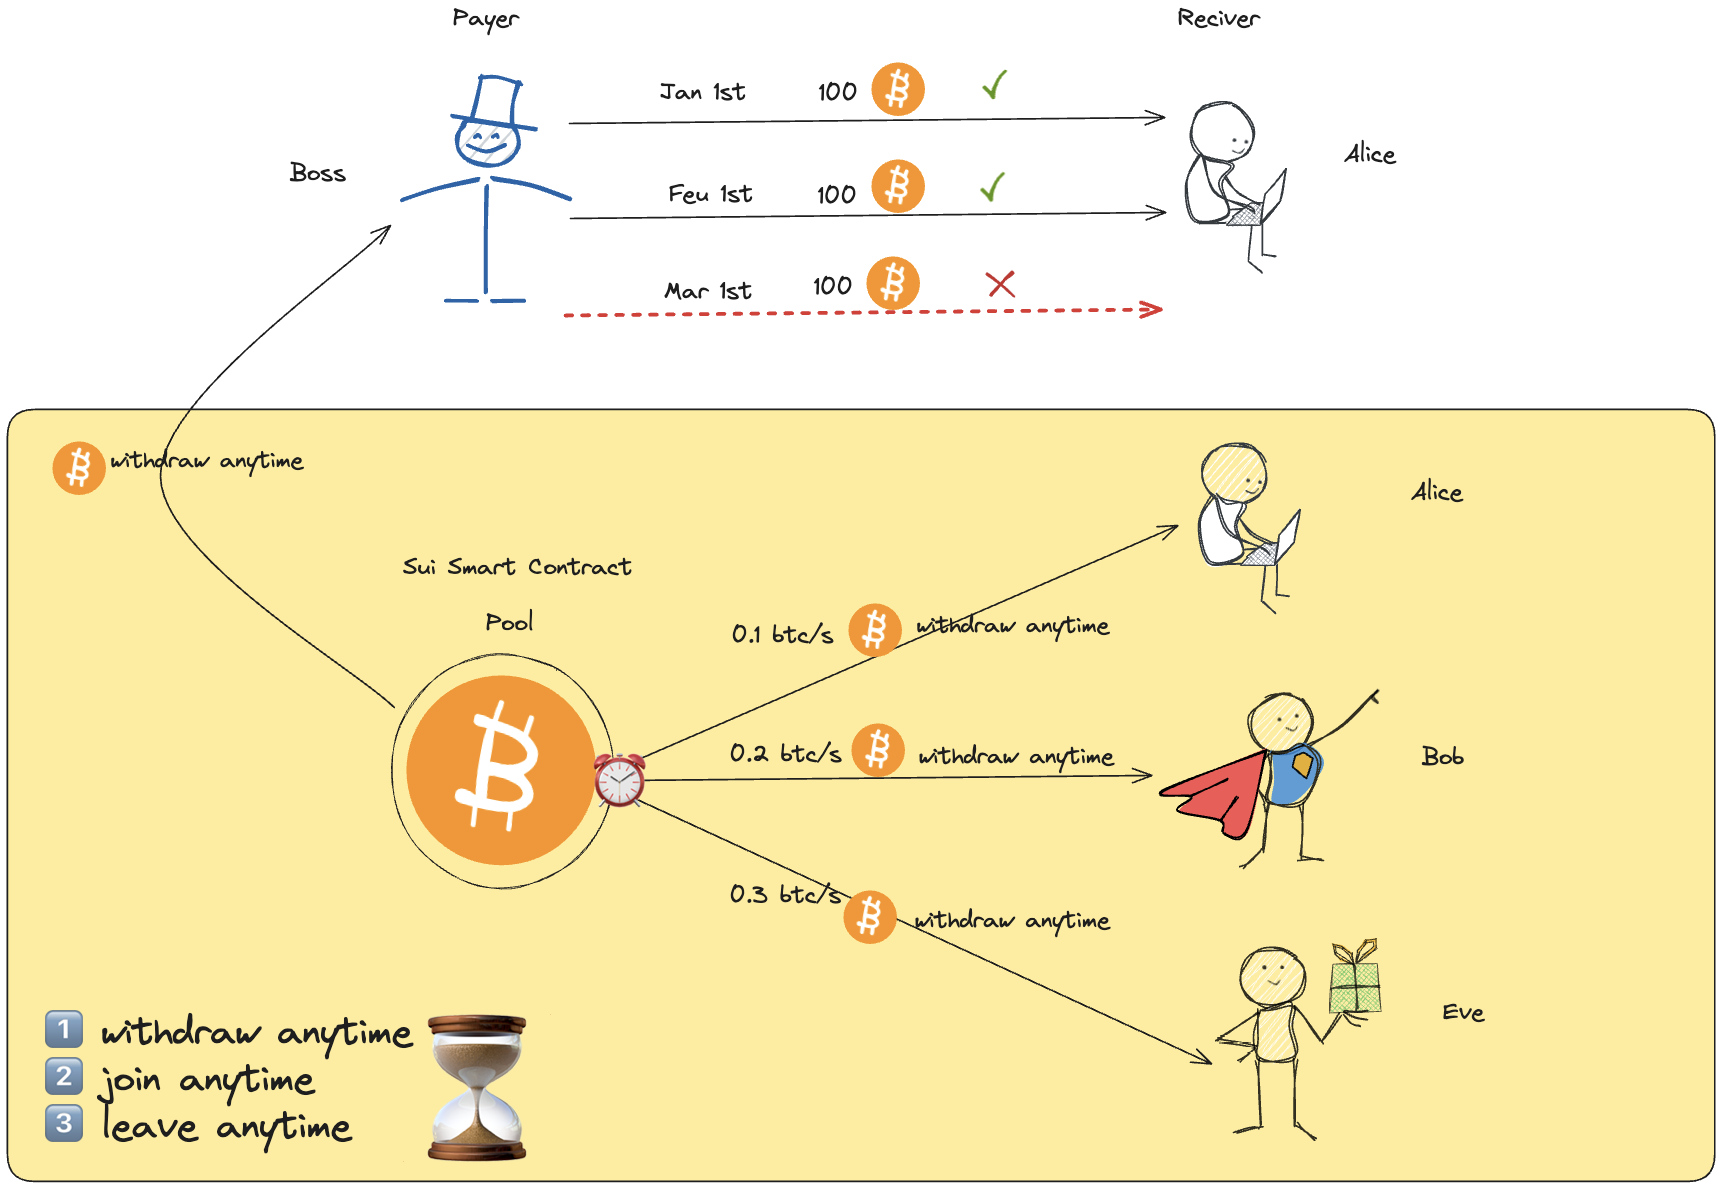 Payer
Reciver
Jan 1st 100
Boss
Alice
Feu 1st 100
Mar 1st 100
withdraw anytime
Alice
Sui Smart Contract
Pool
0.1 btc/s withdraw anytime
0.2 btc/s withdraw anytime
Bob
0.3 btc/s withdraw anytime
Eve
1 withdraw anytime
2 join anytime
3 leave anytime